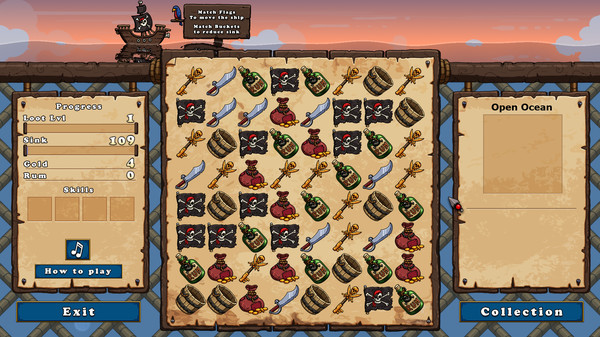 Match Flags
To move the ship
Match Buckets
to reduce sink
Progress
Loot Lvl 1
Sink 109
Gold 4
Rum 0
Skills
How to play
Exit
Open Ocean
Collection